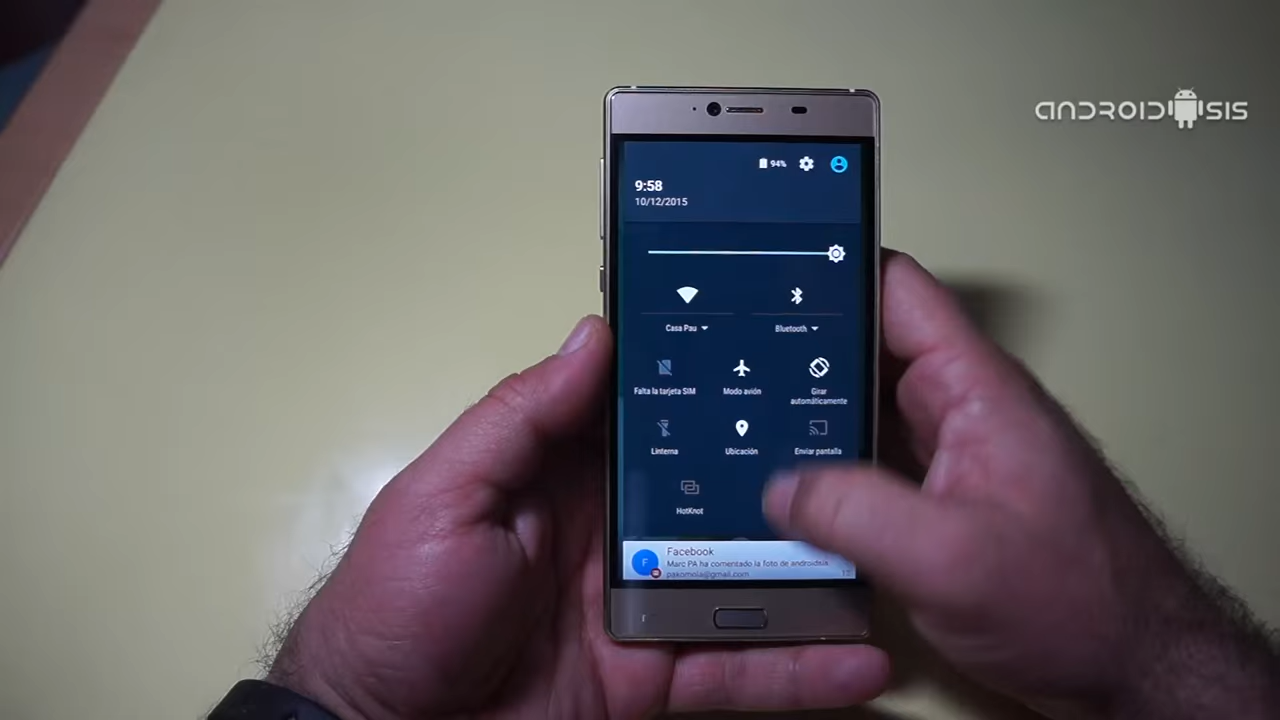 ANDROIDSIS
94%
9:58
10/12/2015
Casa Pau
Bluetooth
Falta la tarjeta SIM
Modo avión
Girar
automáticamente
Linterna
Ubicación
Enviar pantalla
HotKnot
F
Facebook
Marc PA ha comentado la foto de androidsis
pakomola@gmail.com